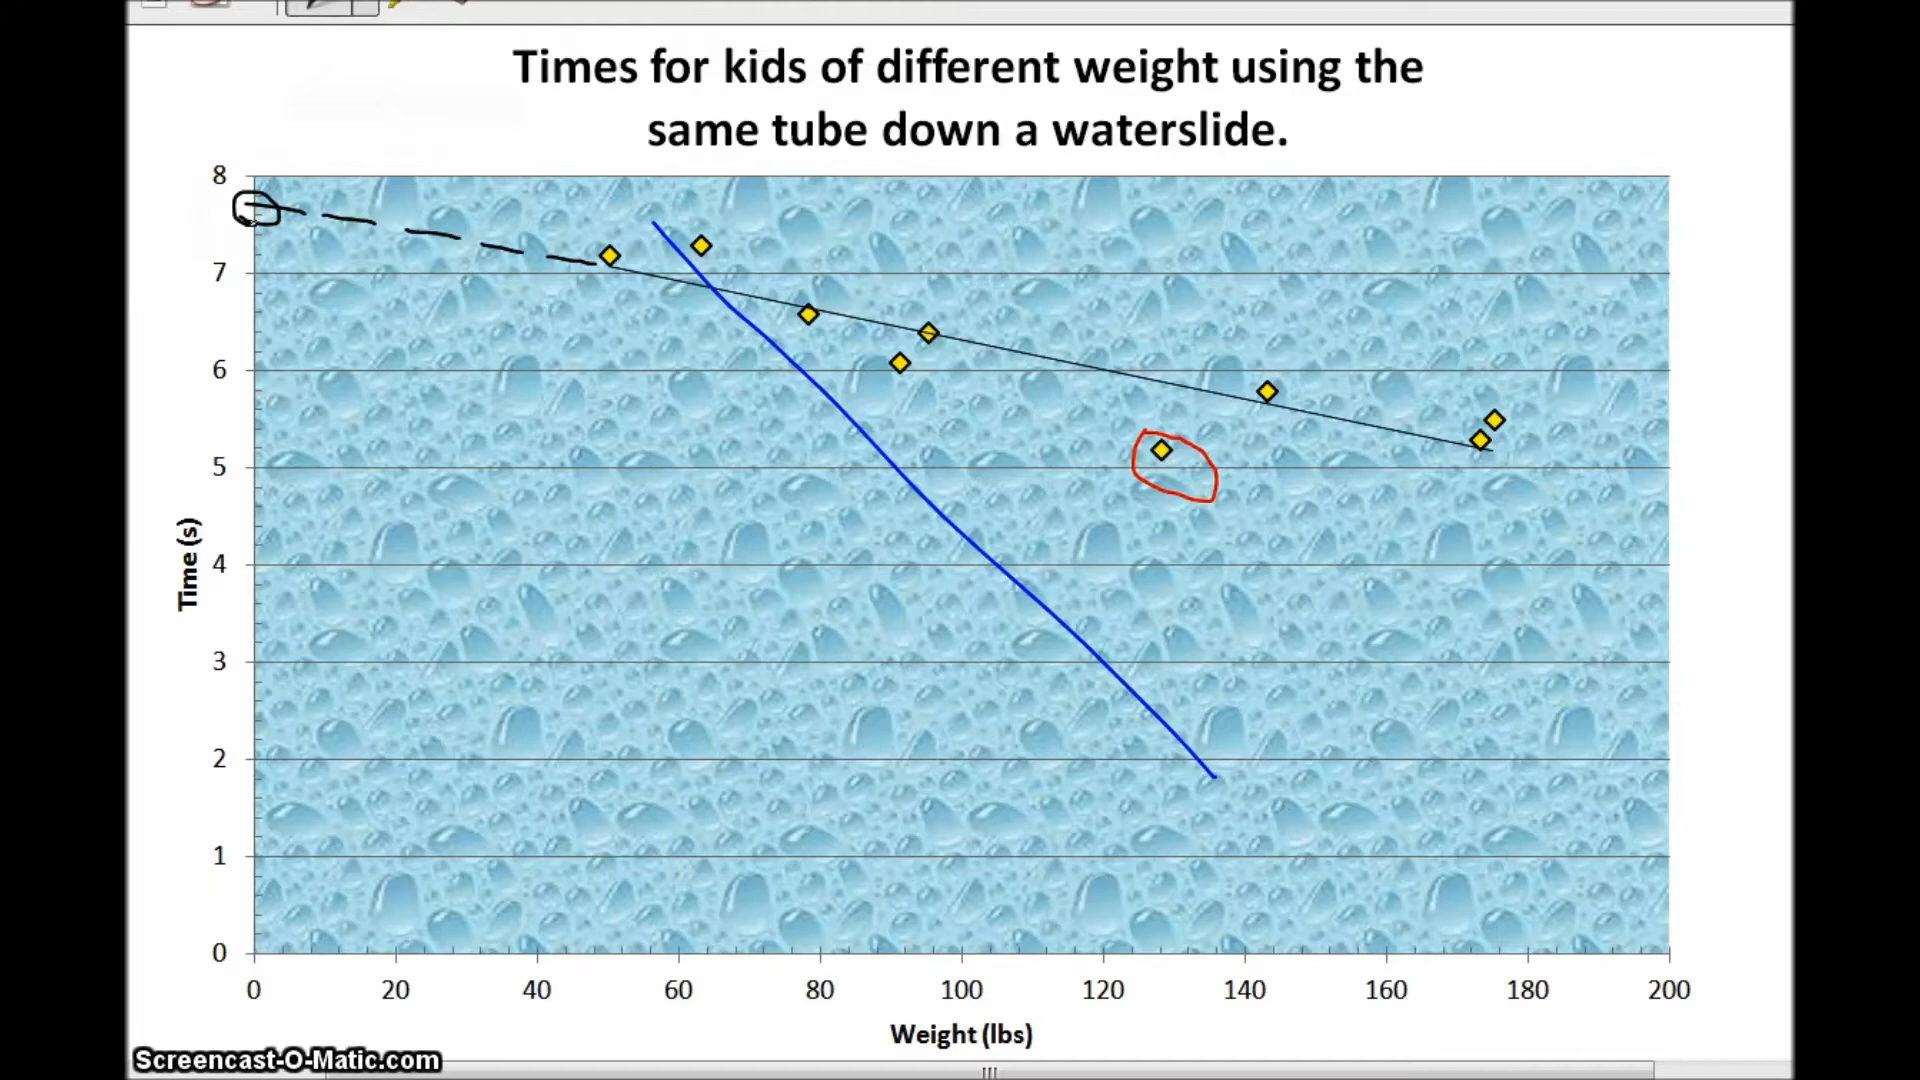 Times for kids of different weight using the
same tube down a waterslide.
8
7
6
5
4
3
2
1
0
Time (s)
0 20 40 60 80 100 120 140 160 180 200
Weight (lbs)
Screencast-O-Matic.com